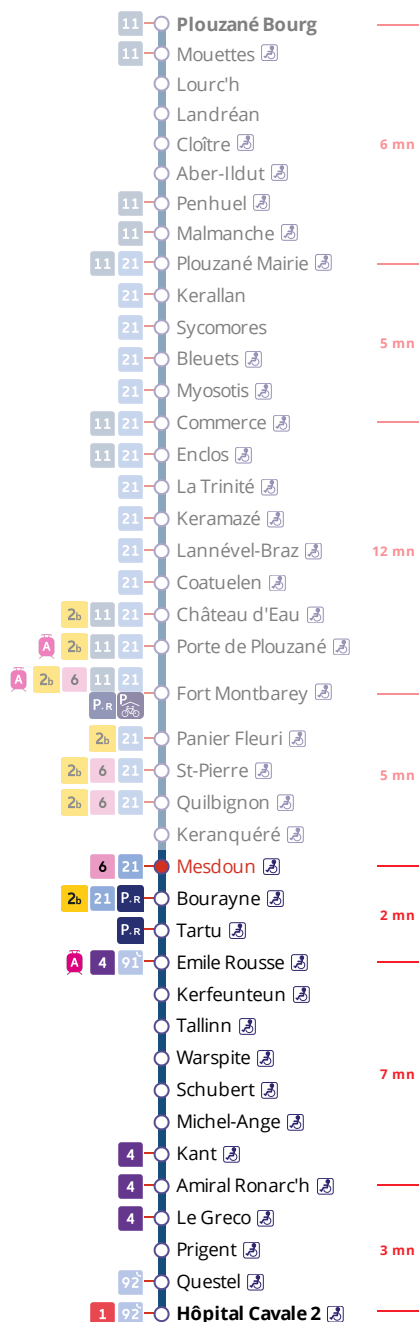 11 Plouzané Bourg
11 Mouettes
Lourc'h
Landréan
Cloître 6 mn
Aber-Ildut
11 Penhuel
11 Malmanche
11 21 Plouzané Mairie
21 Kerallan
21 Sycomores
5 mn
21 Bleuets
21 Myosotis
11 21 Commerce
11 21 Enclos
21 La Trinité
21 Keramazé
21 Lannével-Braz 12 mn
21 Coatuelen
2b 11 21 Château d'Eau
A 2b 11 21 Porte de Plouzané
A 2b 6 11 21
Fort Montbarey
P.R P
2b 21 Panier Fleuri
2b 6 21 St-Pierre 5 mn
2b 6 21 Quilbignon
Keranquéré
6 21 Mesdoun
2b 21 P.R Bourayne
2 mn
P.R Tartu
A 4 91 Emile Rousse
Kerfeunteun
Tallinn
Warspite
7 mn
Schubert
Michel-Ange
4 Kant
4 Amiral Ronarc'h
4 Le Greco
Prigent 3 mn
92 Questel
1 92 Hôpital Cavale 2